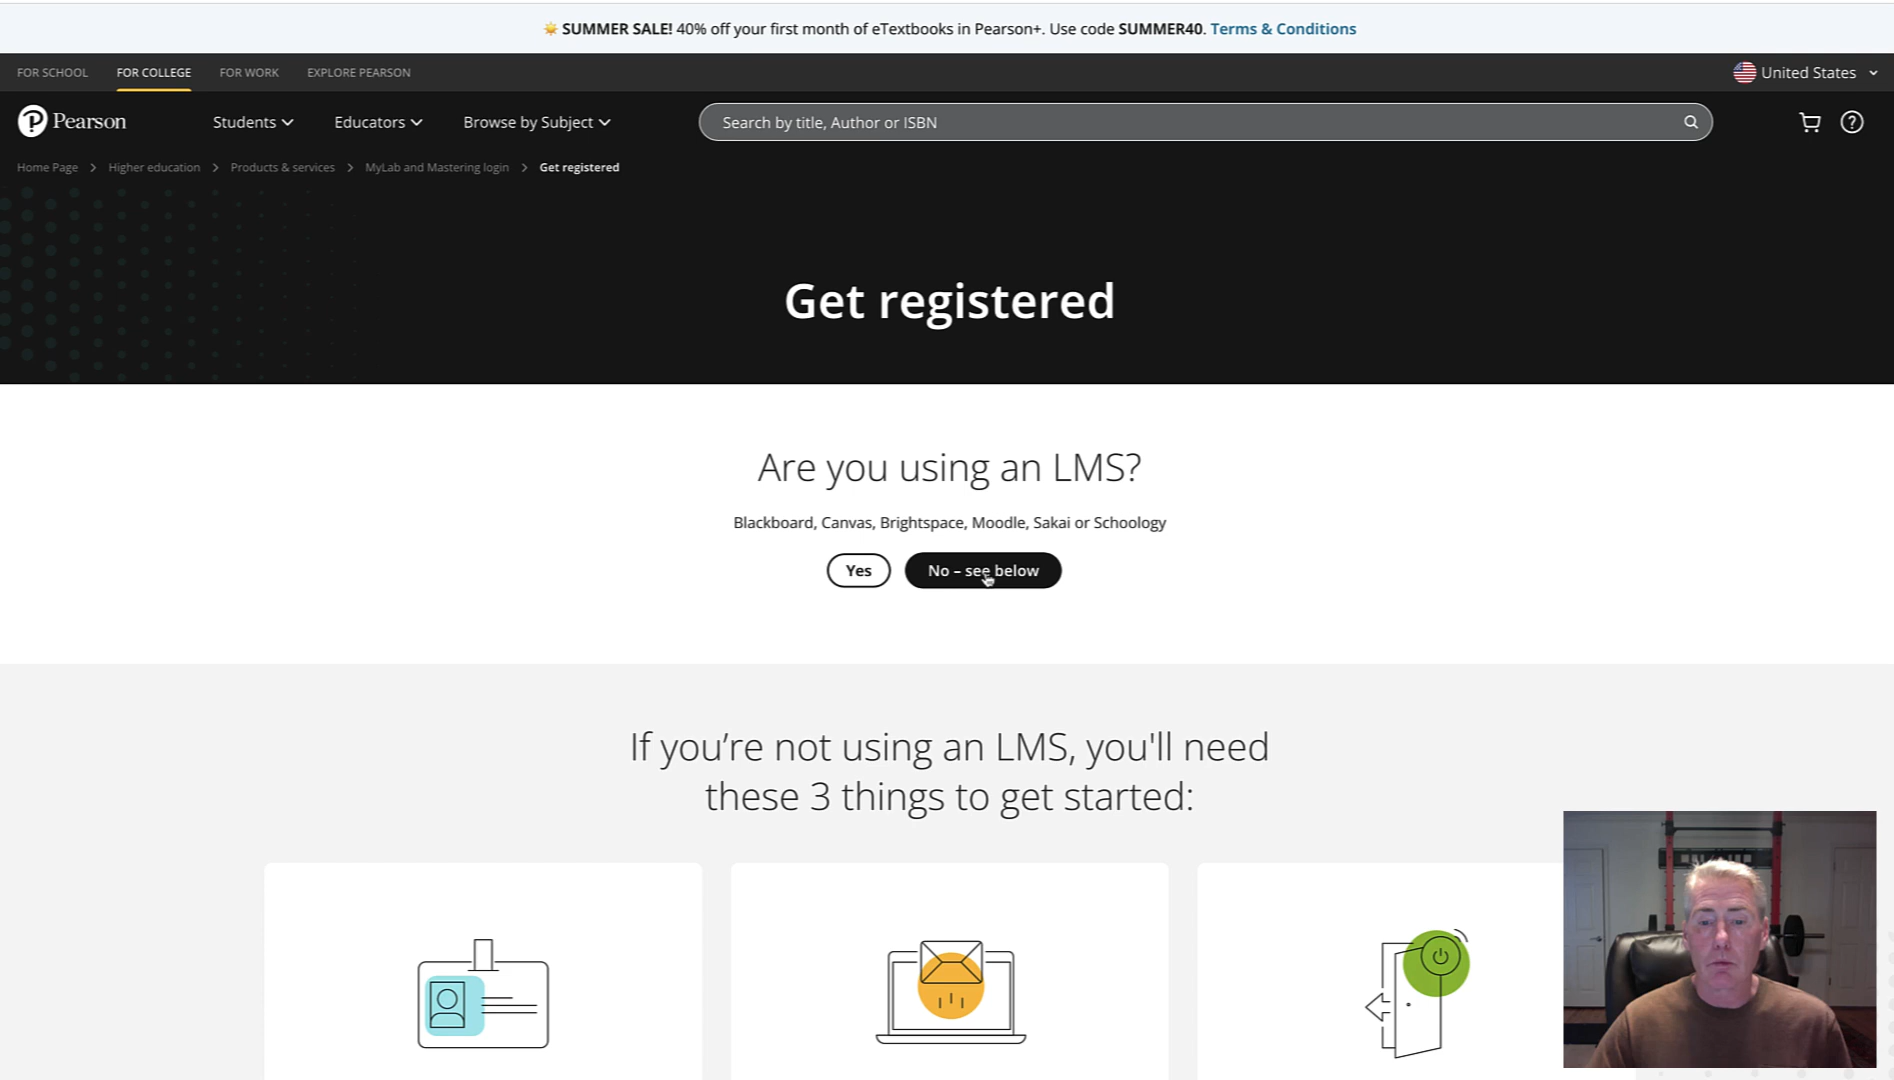 SUMMER SALE! 40% off your first month of eTextbooks in Pearson+. Use code SUMMER40. Terms & Conditions
FOR SCHOOL
FOR COLLEGE
FOR WORK
EXPLORE PEARSON
United States
Pearson
Students
Educators
Browse by Subject
Search by title, Author or ISBN
Home Page > Higher education > Products & services > MyLab and Mastering login > Get registered
Get registered
Are you using an LMS?
Blackboard, Canvas, Brightspace, Moodle, Sakai or Schoology
Yes
No – see below
If you’re not using an LMS, you'll need
these 3 things to get started: